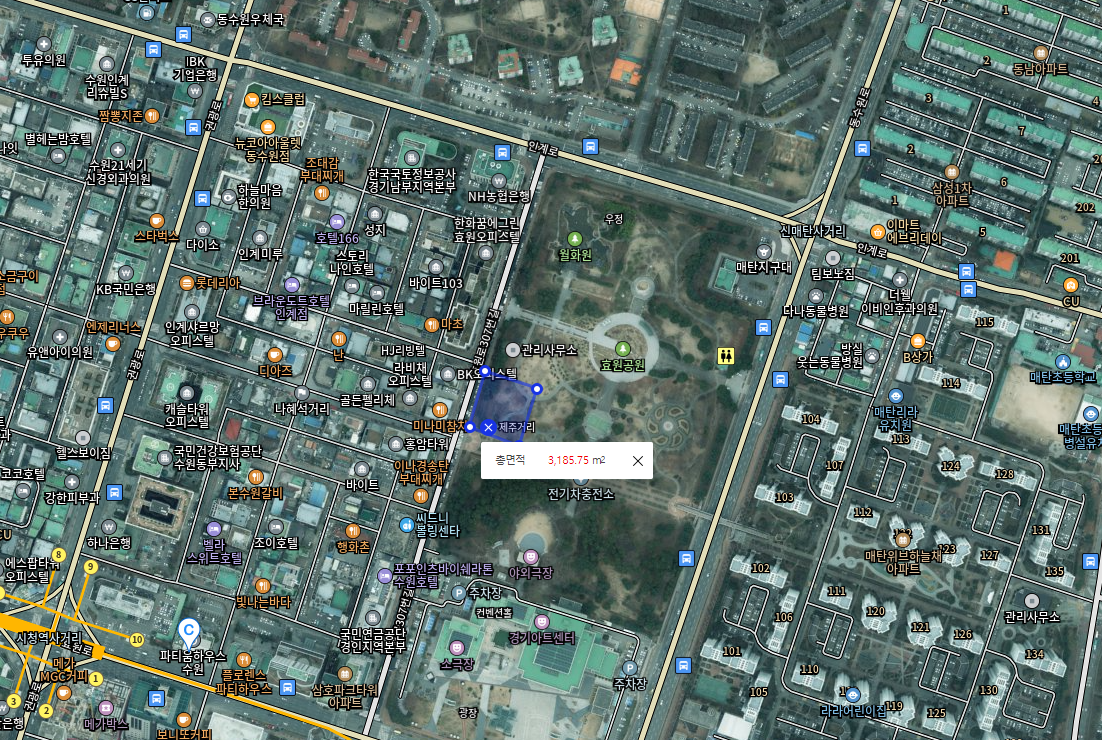 동수원우체국
투유의원
수원인계
리슈빌S
IBK
기업은행
짬뽕지존
킴스클럽
뉴코아아울렛
동수원점
별헤는밤호텔
수원21세기
신경외과의원
조대감
부대찌개
한국국토정보공사
경기남부지역본부
NH농협은행
인계로
권광로
동수원로
동남아파트
1
2
3
4
7
2
6
1
5
삼성1차
아파트
202
201
하늘마음
한의원
스타벅스
다이소
호텔166
성지
인계미루
스토리
나인호텔
한화꿈에그린
효원오피스텔
우정
월화원
신매탄사거리
이마트
에브리데이
인계로
매탄지구대
팀보노짐
더웰
이비인후과의원
다나동물병원
CU
KB국민은행
롯데리아
브라운도트호텔
인계점
마릴린호텔
바이트103
인계샤르망
오피스텔
엔제리너스
유앤아이의원
마초
난
HJ리빙텔
관리사무소
효원공원
방실
웃는동물병원
B상가
115
매탄초등학교
디아즈
라비채
오피스텔
권광로
캐슬타워
오피스텔
나혜석거리
골든펠리체
미나미참치
제주거리
홍암타워
총면적 3,185.75 m²
매탄리라
유치원
114
104
113
107
124
128
103
헬스보이짐
국민건강보험공단
수원동부지사
이나경송탄
부대찌개
바이트
본수원갈비
코코호텔
강한피부과
전기차충전소
씨드니
볼링센타
하나은행
벨라
스위트호텔
조이호텔
행화촌
112
131
매탄위브하늘채
아파트
123
127
135
에스팝타워
오피스텔
8
9
빛나는바다
포포인츠바이쉐라톤
수원호텔
야외극장
주차장
컨벤션홀
경기아트센터
102
111
106
120
121
126
관리사무소
134
10
시청역사거리
파티움하우스
수원
국민연금공단
경인지역본부
소극장
101
110
130
메가
MGC커피
1
플로렌스
파티하우스
삼호파크타워
아파트
주차장
105
119
125
라라어린이집
3
2
메가박스
보니또커피
광장